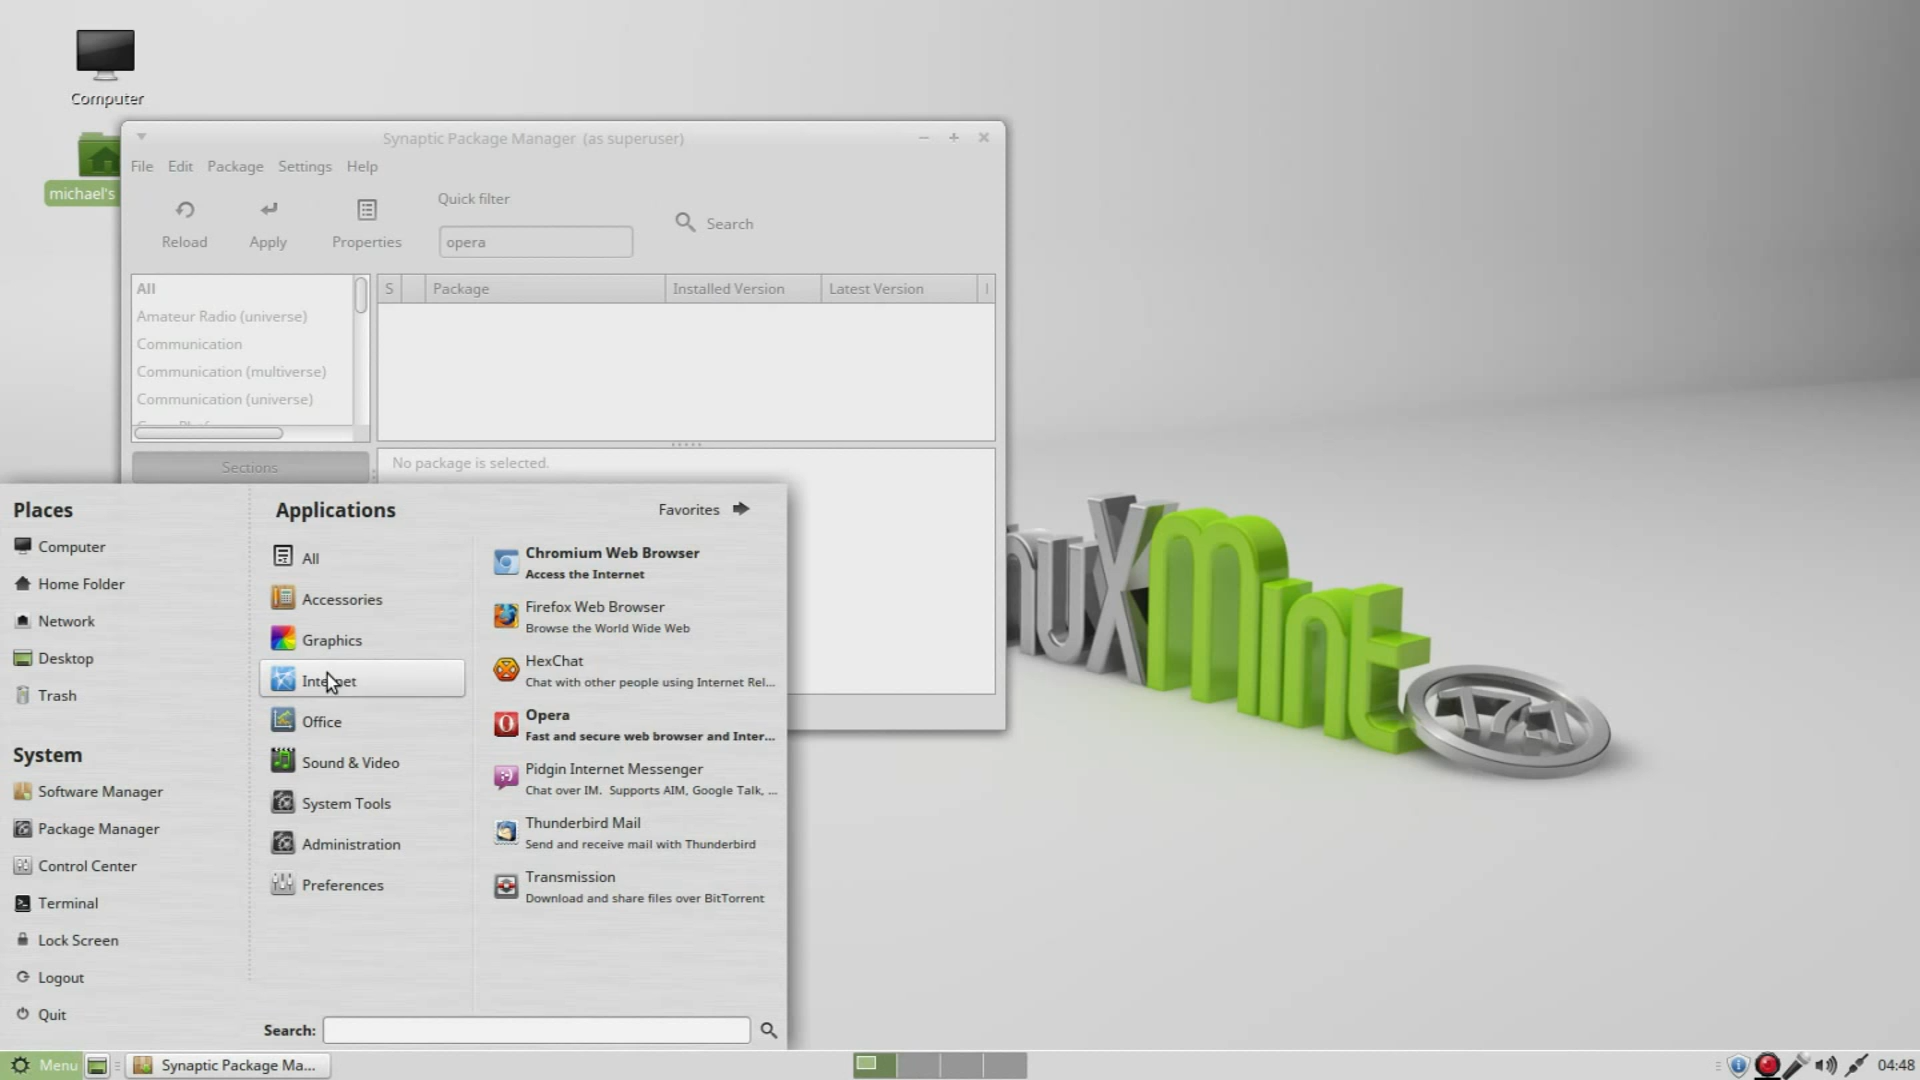 Computer
michael's
Synaptic Package Manager (as superuser)
File Edit Package Settings Help
Reload
Apply
Properties
Quick filter
opera
Search
All
Amateur Radio (universe)
Communication
Communication (multiverse)
Communication (universe)
S Package Installed Version Latest Version
Sections
No package is selected.
Places
Computer
Home Folder
Network
Desktop
Trash
System
Software Manager
Package Manager
Control Center
Terminal
Lock Screen
Logout
Quit
Applications
Favorites
All
Accessories
Graphics
Internet
Office
Sound & Video
System Tools
Administration
Preferences
Chromium Web Browser
Access the Internet
Firefox Web Browser
Browse the World Wide Web
HexChat
Chat with other people using Internet Rel...
Opera
Fast and secure web browser and Inter...
Pidgin Internet Messenger
Chat over IM. Supports AIM, Google Talk, ...
Thunderbird Mail
Send and receive mail with Thunderbird
Transmission
Download and share files over BitTorrent
Search:
nuX Mint 17.1
Menu
Synaptic Package Ma...
04:48